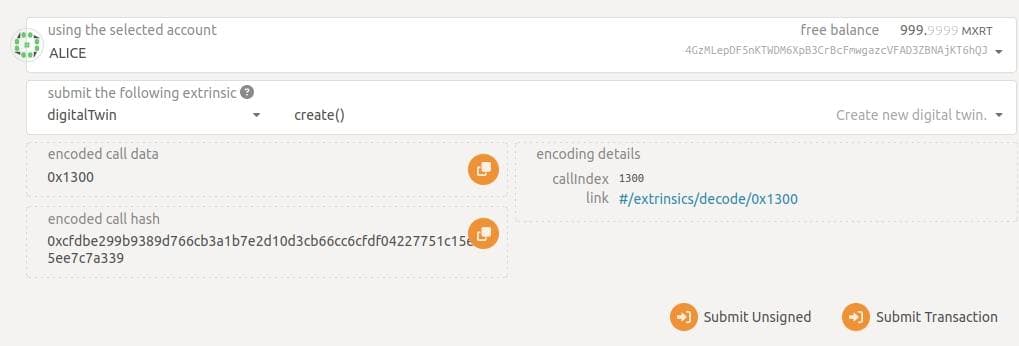 using the selected account
free balance 999.9999 MXRT
ALICE
4GzMLepDF5nKTWDM6XpB3CrBcFmwgazcVFAD3ZBNAjKT6hQJ
submit the following extrinsic ?
digitalTwin create() Create new digital twin.
encoded call data
0x1300
encoding details
callIndex 1300
link #/extrinsics/decode/0x1300
encoded call hash
0xcfdbe299b9389d766cb3a1b7e2d10d3cb66cc6cfdf04227751c15e
5ee7c7a339
Submit Unsigned Submit Transaction